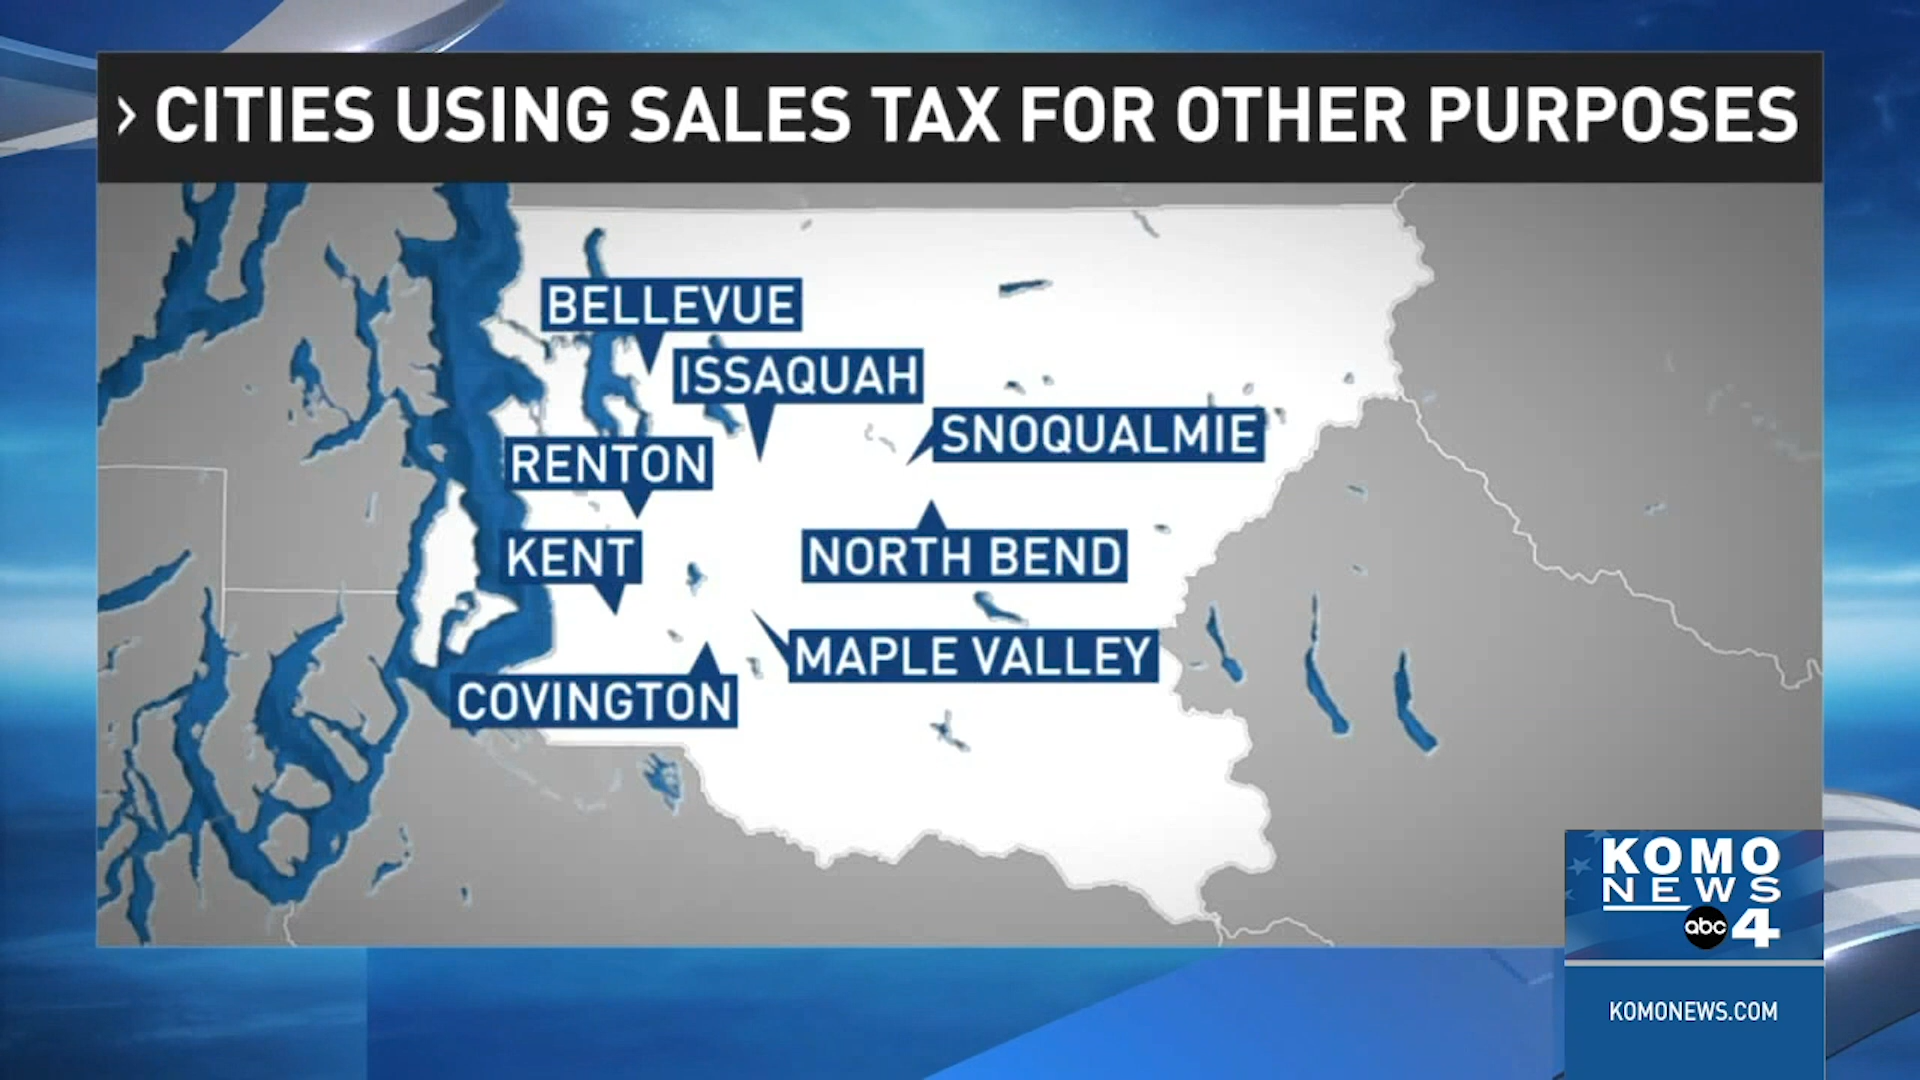 › CITIES USING SALES TAX FOR OTHER PURPOSES
BELLEVUE
ISSAQUAH
SNOQUALMIE
RENTON
KENT
NORTH BEND
MAPLE VALLEY
COVINGTON
KOMO
NEWS
abc 4
KOMONEWS.COM